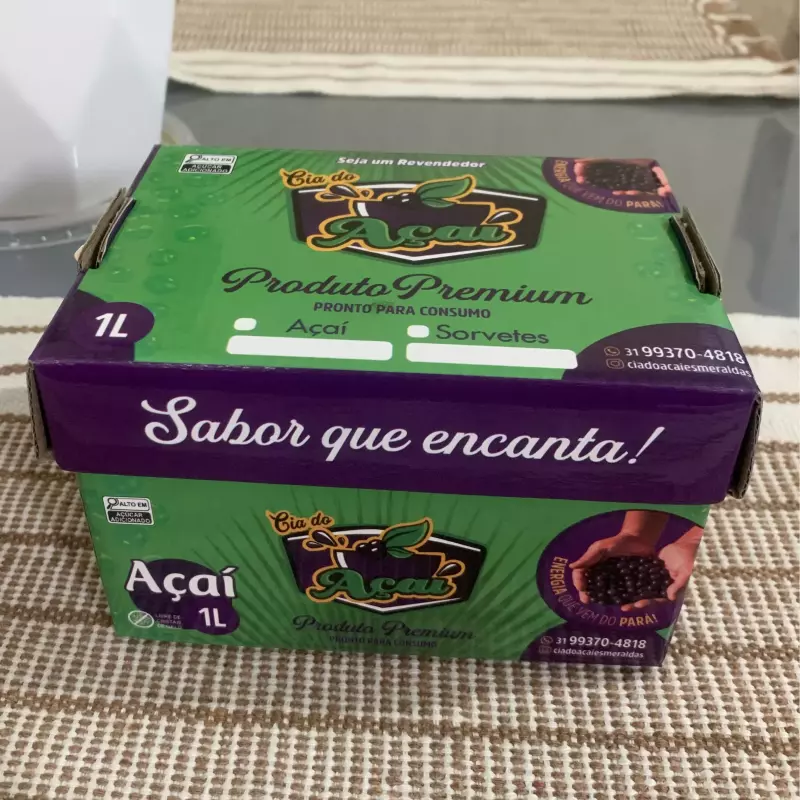 ALTO EM
AÇÚCAR
ADICIONADO
Seja um Revendedor
Cia do
Açaí
ENERGIA QUE VEM DO PARÁ!
Produto Premium
PRONTO PARA CONSUMO
1L
Açaí
Sorvetes
31 99370-4818
ciadoacaiesmeraldas
Sabor que encanta!
ALTO EM
AÇÚCAR
ADICIONADO
Cia do
Açaí
ENERGIA QUE VEM DO PARÁ!
Açaí
1L
LIVRE DE
Produto Premium
PRONTO PARA CONSUMO
31 99370-4818
ciadoacaiesmeraldas